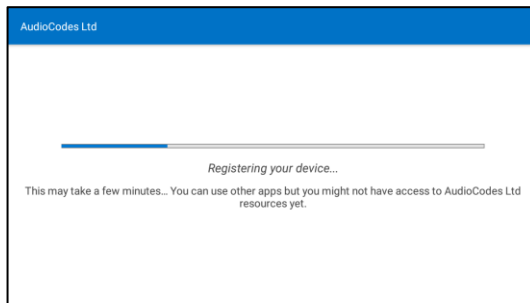 AudioCodes Ltd
Registering your device...
This may take a few minutes... You can use other apps but you might not have access to AudioCodes Ltd
resources yet.